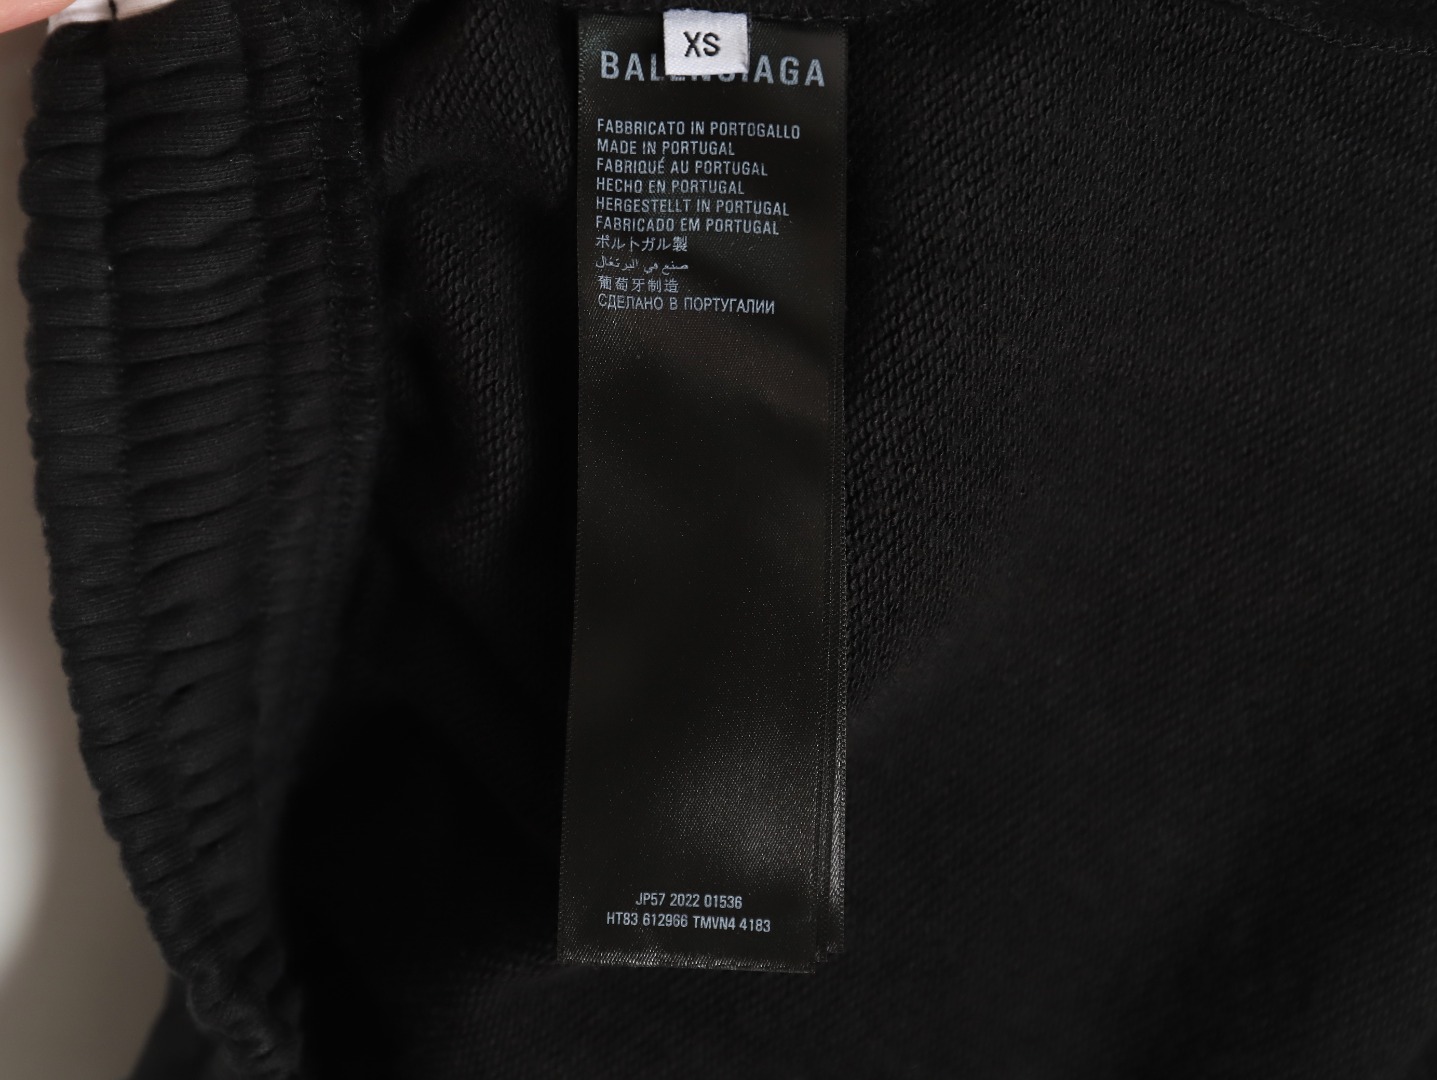 XS
BALENCIAGA
FABBRICATO IN PORTOGALLO
MADE IN PORTUGAL
FABRIQUÉ AU PORTUGAL
HECHO EN PORTUGAL
HERGESTELLT IN PORTUGAL
FABRICADO EM PORTUGAL
ポルトガル製
صنع في البرتغال
葡萄牙制造
СДЕЛАНО В ПОРТУГАЛИИ
JP57 2022 01536
HT83 612966 TMVN4 4183